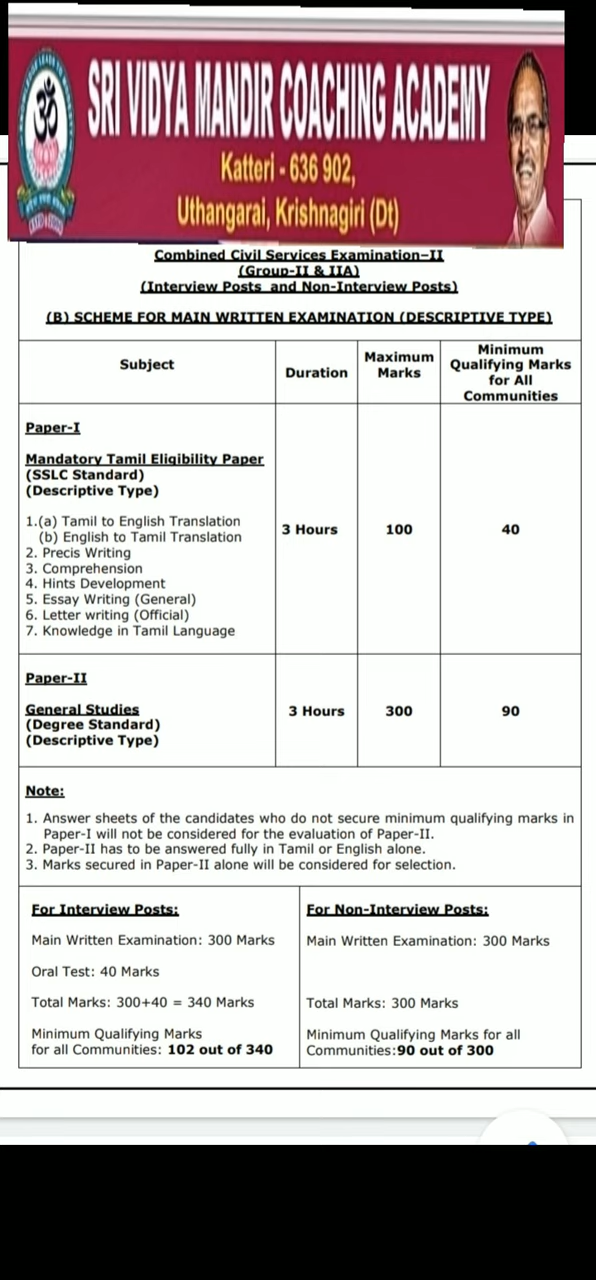 SRI VIDYA MANDIR COACHING ACADEMY
Katteri - 636 902,
Uthangarai, Krishnagiri (Dt)
Combined Civil Services Examination–II
(Group-II & IIA)
(Interview Posts and Non-Interview Posts)
(B) SCHEME FOR MAIN WRITTEN EXAMINATION (DESCRIPTIVE TYPE)
Subject
Duration
Maximum
Marks
Minimum
Qualifying Marks
for All
Communities
Paper-I
Mandatory Tamil Eligibility Paper
(SSLC Standard)
(Descriptive Type)
1.(a) Tamil to English Translation
(b) English to Tamil Translation
2. Precis Writing
3. Comprehension
4. Hints Development
5. Essay Writing (General)
6. Letter writing (Official)
7. Knowledge in Tamil Language
3 Hours
100
40
Paper-II
General Studies
(Degree Standard)
(Descriptive Type)
3 Hours
300
90
Note:
1. Answer sheets of the candidates who do not secure minimum qualifying marks in
Paper-I will not be considered for the evaluation of Paper-II.
2. Paper-II has to be answered fully in Tamil or English alone.
3. Marks secured in Paper-II alone will be considered for selection.
For Interview Posts:
Main Written Examination: 300 Marks
Oral Test: 40 Marks
Total Marks: 300+40 = 340 Marks
Minimum Qualifying Marks
for all Communities: 102 out of 340
For Non-Interview Posts:
Main Written Examination: 300 Marks
Total Marks: 300 Marks
Minimum Qualifying Marks for all
Communities:90 out of 300